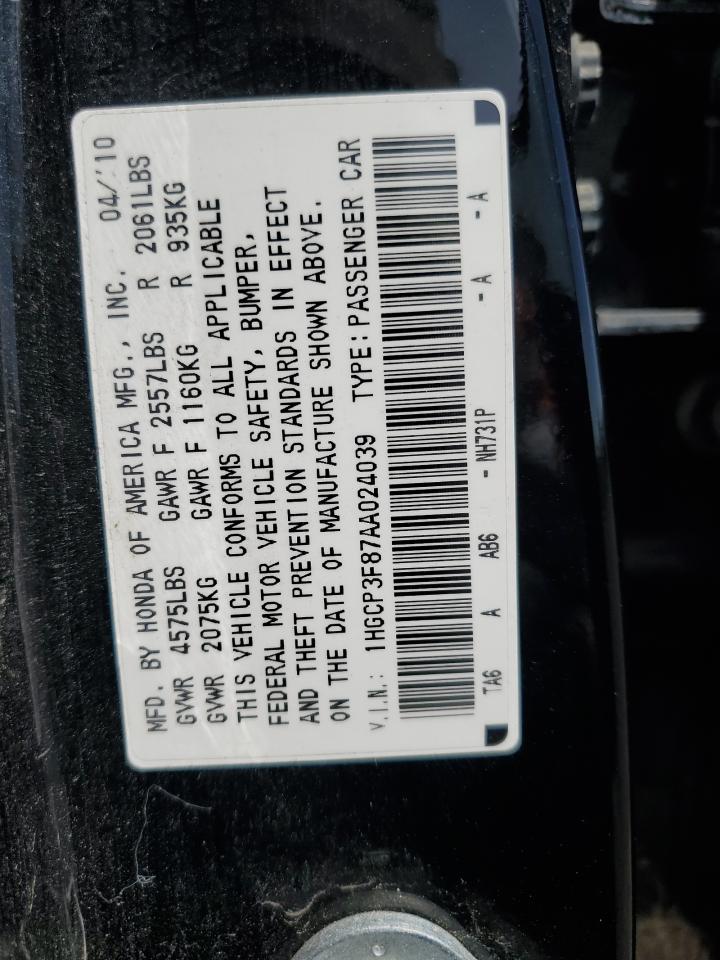 MFD. BY HONDA OF AMERICA MFG., INC. 04/'10
GVWR 4575LBS GAWR F 2557LBS R 2061LBS
GVWR 2075KG GAWR F 1160KG R 935KG
THIS VEHICLE CONFORMS TO ALL APPLICABLE
FEDERAL MOTOR VEHICLE SAFETY, BUMPER,
AND THEFT PREVENTION STANDARDS IN EFFECT
ON THE DATE OF MANUFACTURE SHOWN ABOVE.
V.I.N.: 1HGCP3F87AA024039 TYPE:PASSENGER CAR
TA6 A AB6 - NH731P - A - A